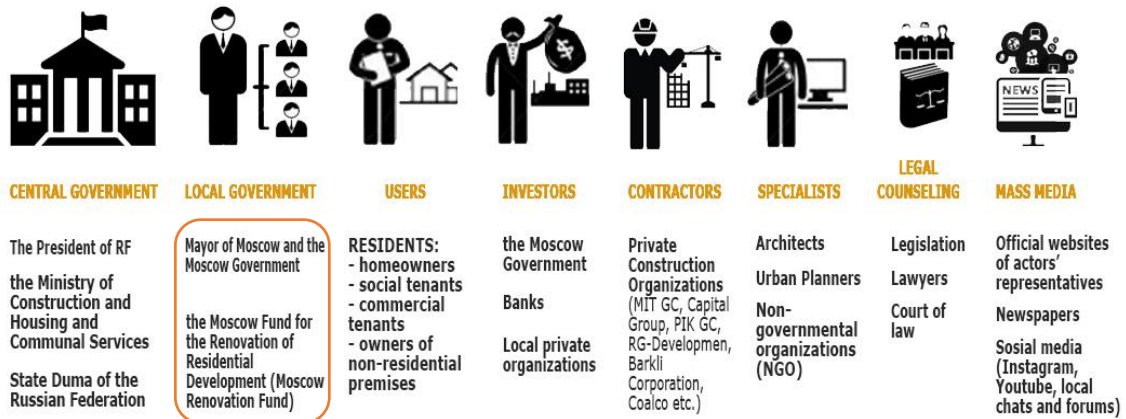 NEWS
CENTRAL GOVERNMENT
The President of RF
the Ministry of
Construction and
Housing and
Communal Services
State Duma of the
Russian Federation
LOCAL GOVERNMENT
Mayor of Moscow and the
Moscow Government
the Moscow Fund for
the Renovation of
Residential
Development (Moscow
Renovation Fund)
USERS
RESIDENTS:
- homeowners
- social tenants
- commercial
tenants
- owners of
non-residential
premises
INVESTORS
the Moscow
Government
Banks
Local private
organizations
CONTRACTORS
Private
Construction
Organizations
(MIT GC, Capital
Group, PIK GC,
RG-Developmen,
Barkli
Corporation,
Coalco etc.)
SPECIALISTS
Architects
Urban Planners
Non-
governmental
organizations
(NGO)
LEGAL
COUNSELING
Legislation
Lawyers
Court of
law
MASS MEDIA
Official websites
of actors'
representatives
Newspapers
Sosial media
(Instagram,
Youtube, local
chats and forums)